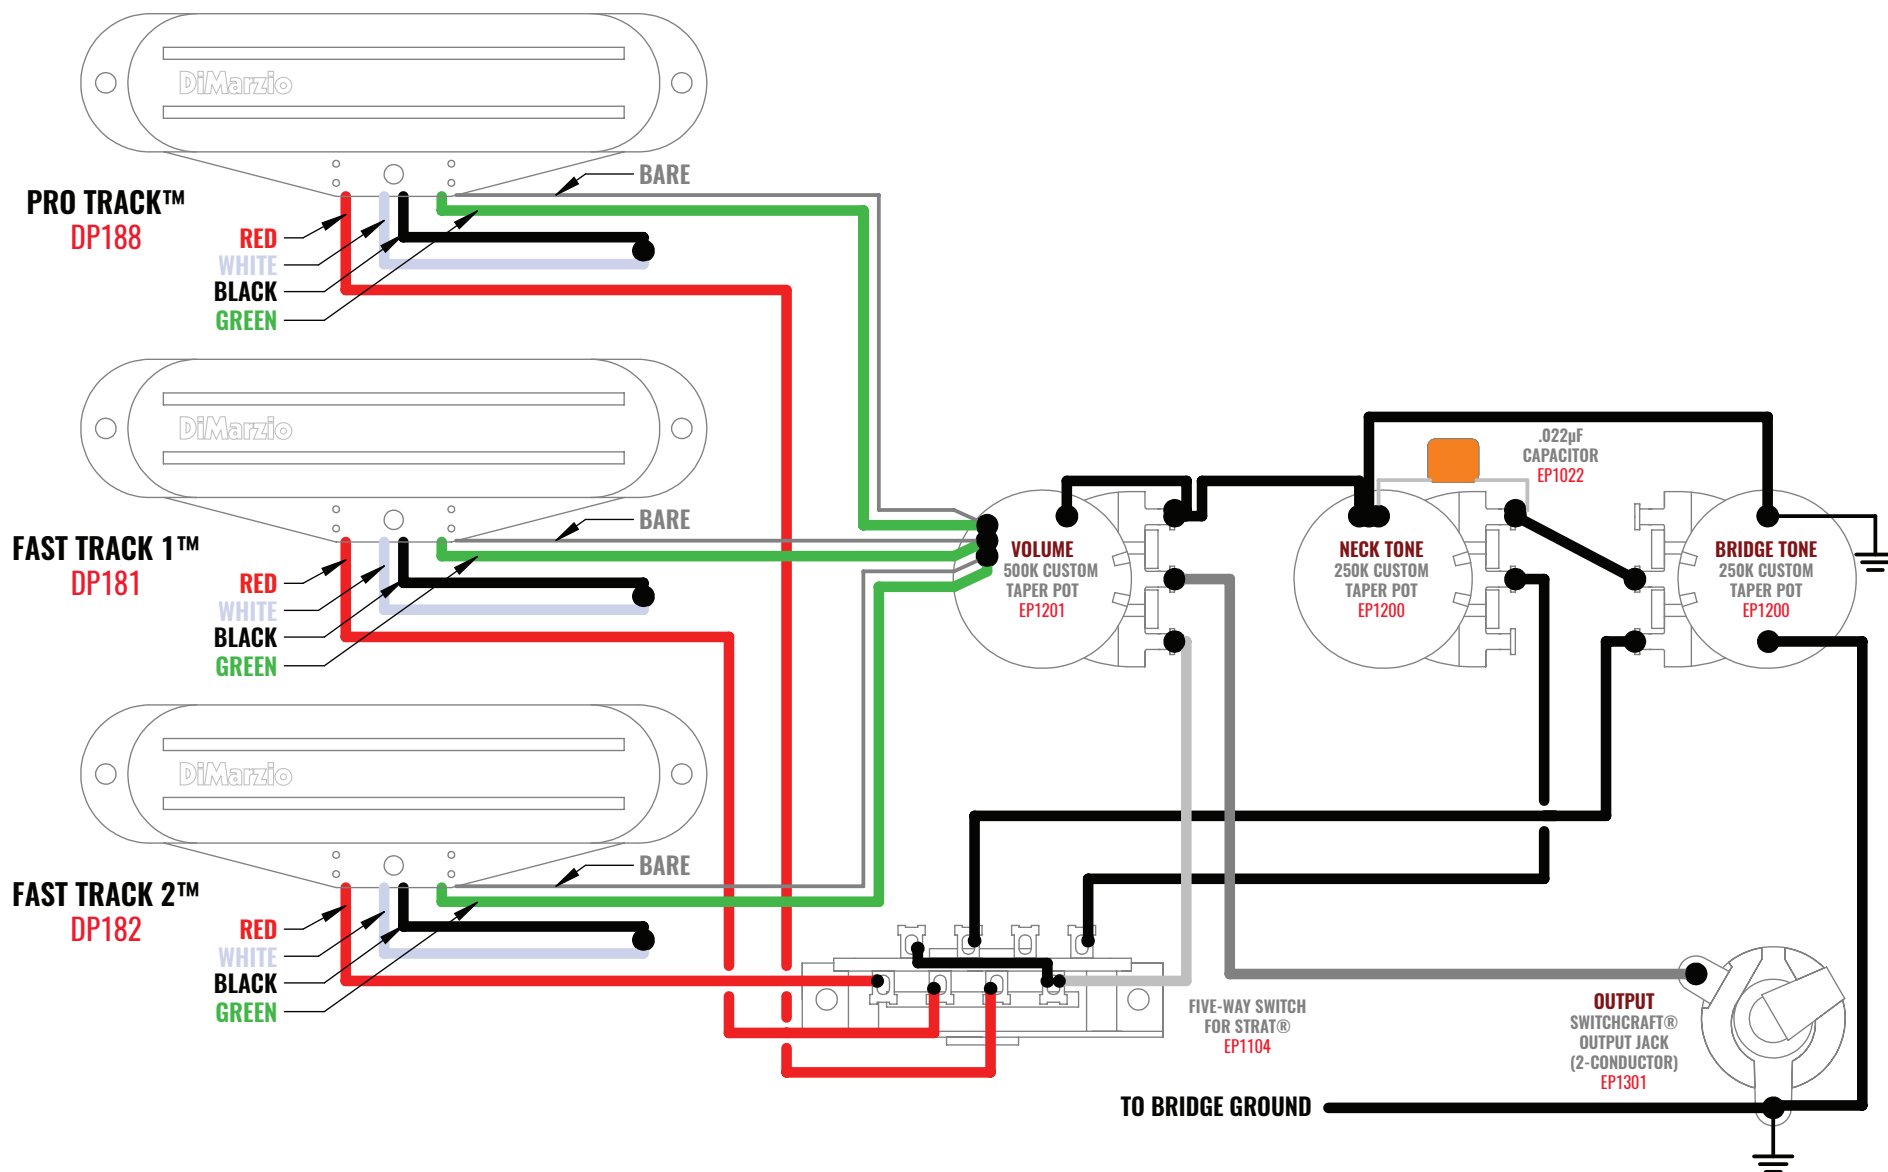 DiMarzio
BARE
PRO TRACK™
DP188
RED
WHITE
BLACK
GREEN
DiMarzio
BARE
FAST TRACK 1™
DP181
RED
WHITE
BLACK
GREEN
DiMarzio
BARE
FAST TRACK 2™
DP182
RED
WHITE
BLACK
GREEN
.022µF
CAPACITOR
EP1022
VOLUME
500K CUSTOM
TAPER POT
EP1201
NECK TONE
250K CUSTOM
TAPER POT
EP1200
BRIDGE TONE
250K CUSTOM
TAPER POT
EP1200
FIVE-WAY SWITCH
FOR STRAT®
EP1104
OUTPUT
SWITCHCRAFT®
OUTPUT JACK
(2-CONDUCTOR)
EP1301
TO BRIDGE GROUND